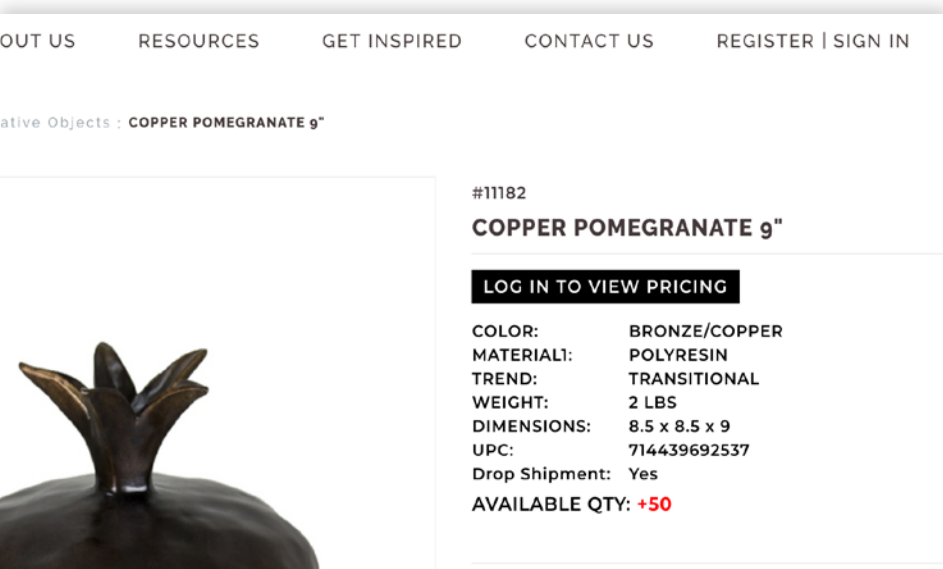 OUT US RESOURCES GET INSPIRED CONTACT US REGISTER | SIGN IN
ative Objects : COPPER POMEGRANATE 9"
#11182
COPPER POMEGRANATE 9"
LOG IN TO VIEW PRICING
COLOR: BRONZE/COPPER
MATERIAL1: POLYRESIN
TREND: TRANSITIONAL
WEIGHT: 2 LBS
DIMENSIONS: 8.5 x 8.5 x 9
UPC: 714439692537
Drop Shipment: Yes
AVAILABLE QTY: +50